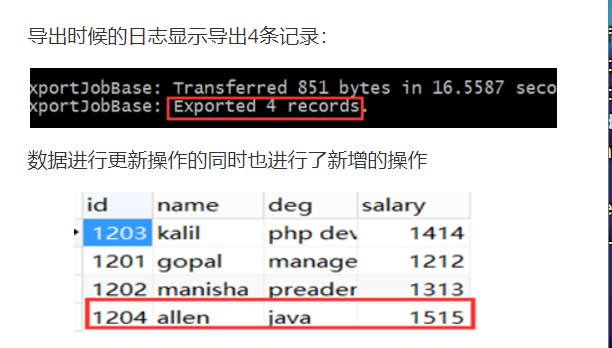 导出时候的日志显示导出4条记录：
xportJobBase: Transferred 851 bytes in 16.5587 seco
xportJobBase: Exported 4 records.
数据进行更新操作的同时也进行了新增的操作
id name deg salary
1203 kalil php dev 1414
1201 gopal manage 1212
1202 manisha preader 1313
1204 allen java 1515